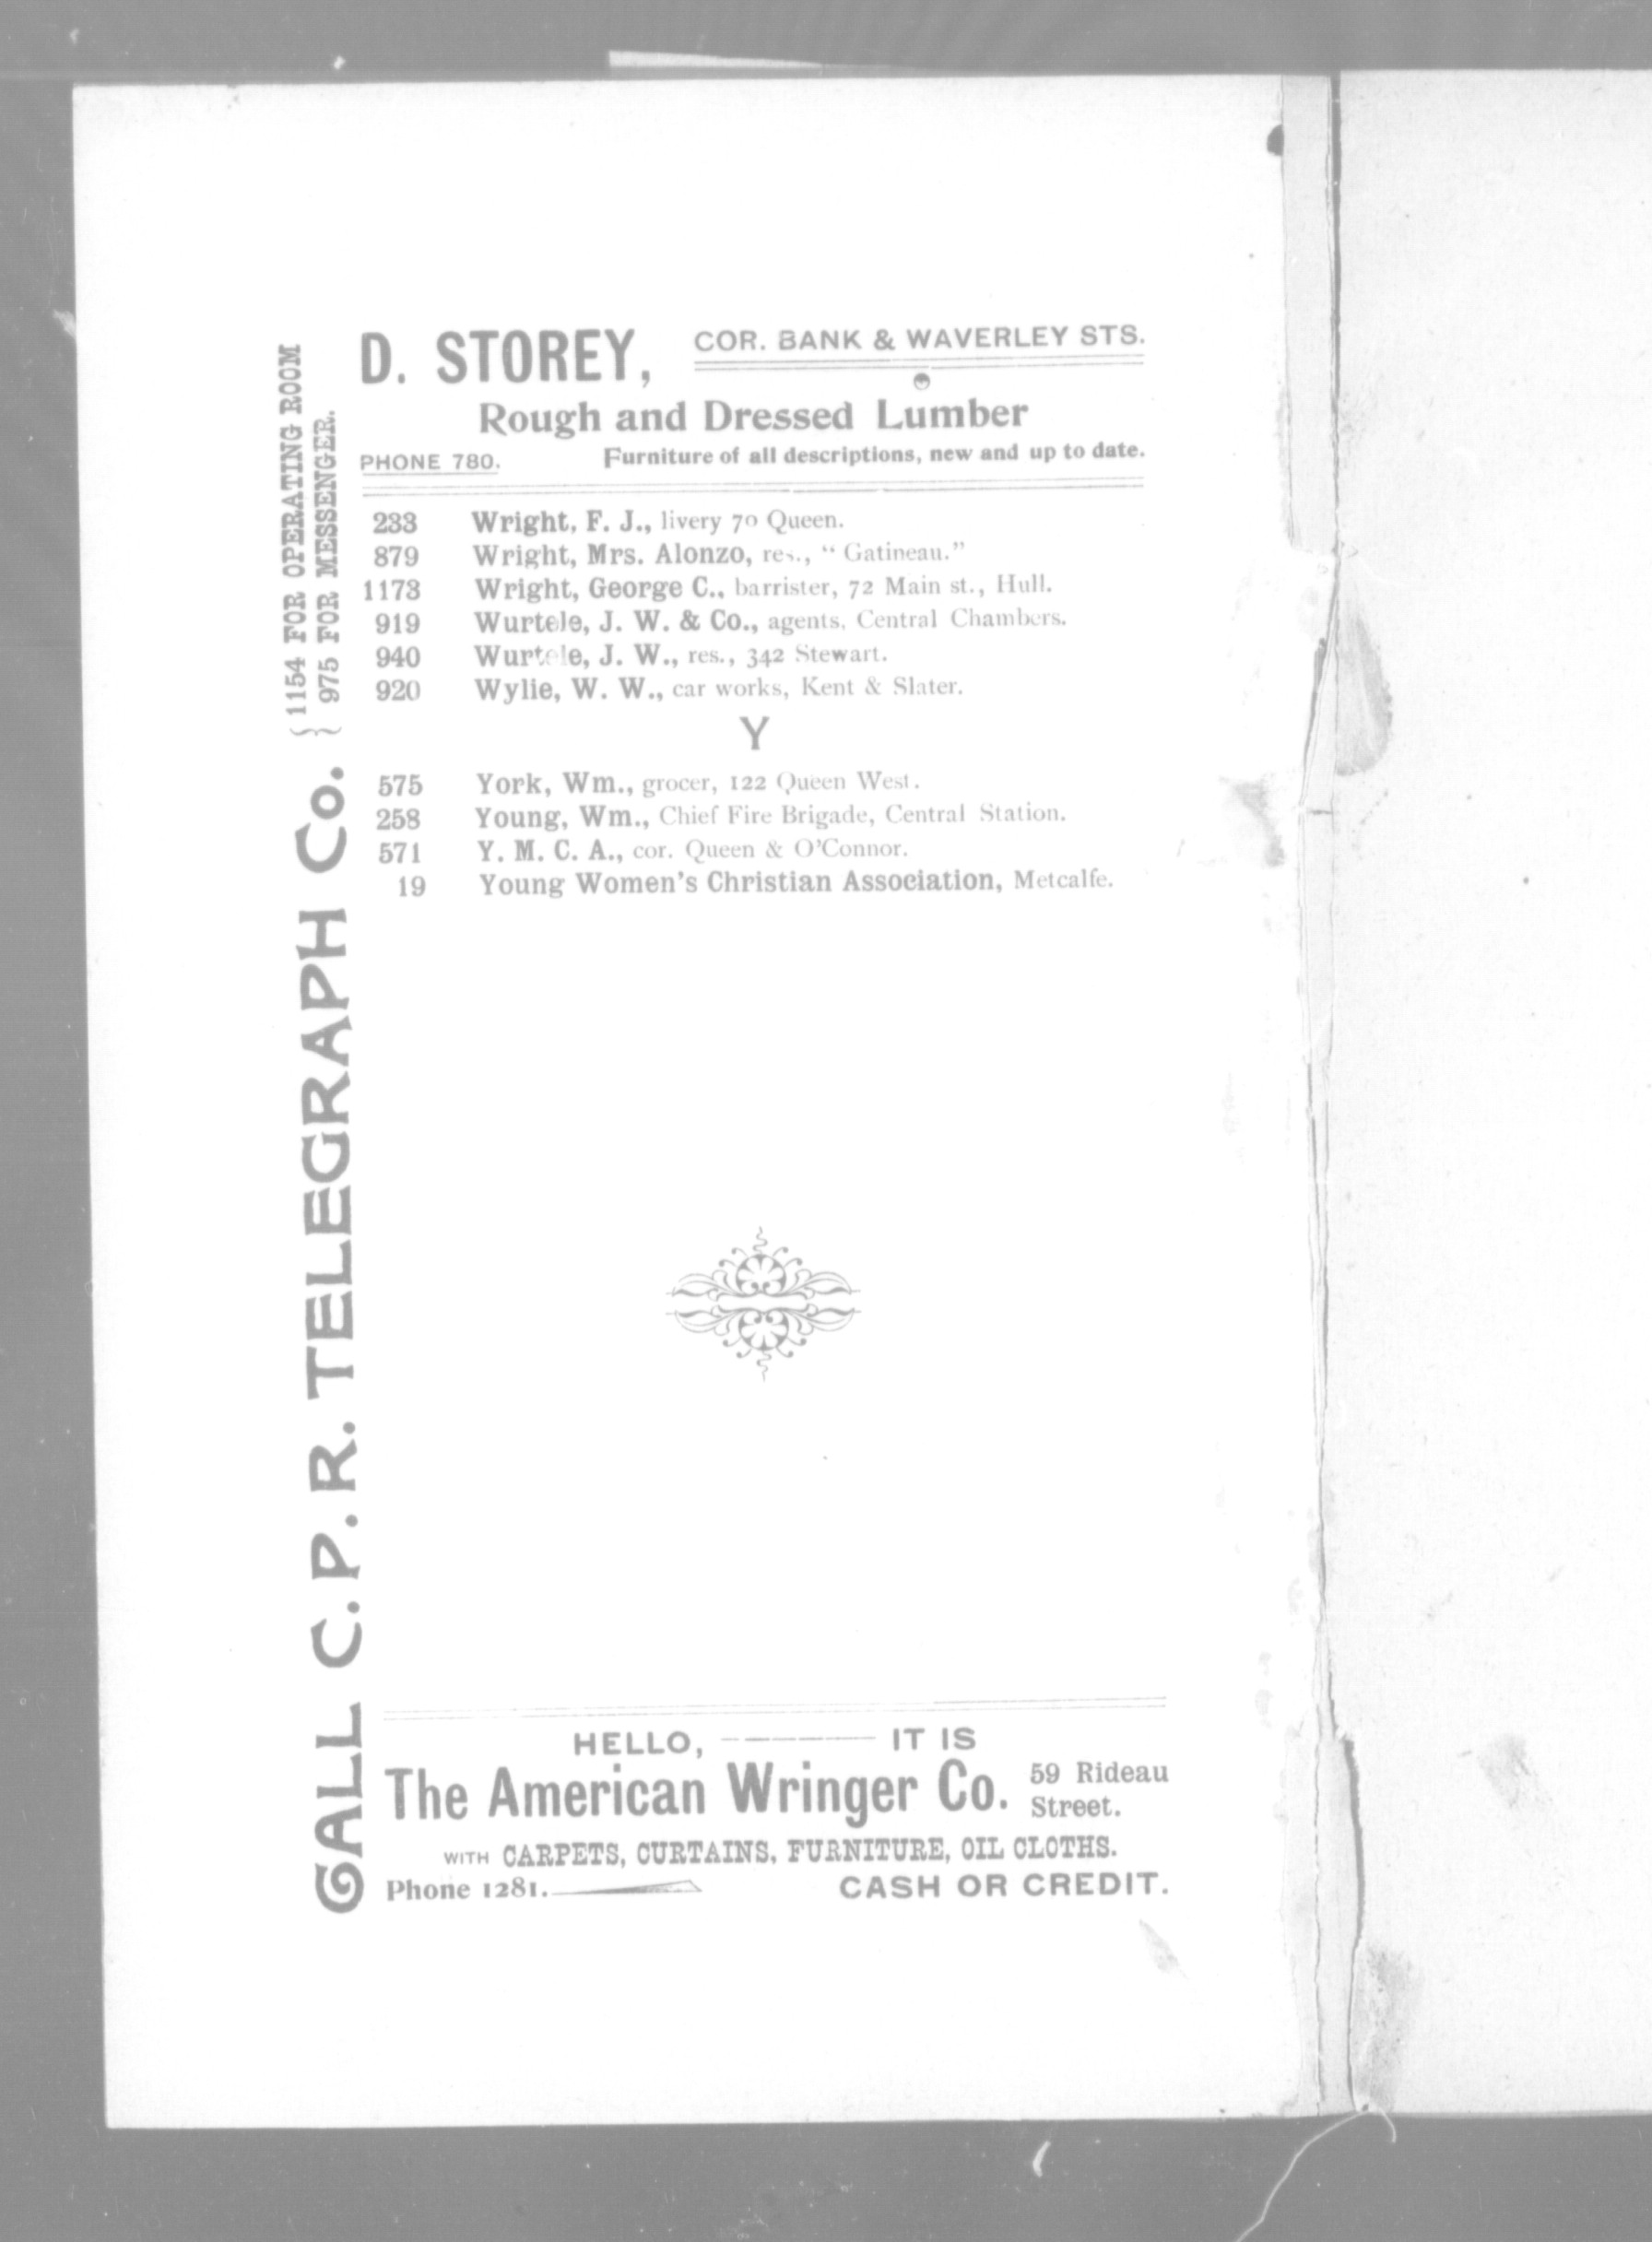 D. STOREY, COR. BANK & WAVERLEY STS.
Rough and Dressed Lumber
PHONE 780. Furniture of all descriptions, new and up to date.
233 Wright, F. J., livery 70 Queen.
879 Wright, Mrs. Alonzo, res., " Gatineau."
1173 Wright, George C., barrister, 72 Main st., Hull.
919 Wurtele, J. W. & Co., agents, Central Chambers.
940 Wurtele, J. W., res., 342 Stewart.
920 Wylie, W. W., car works, Kent & Slater.
Y
575 York, Wm., grocer, 122 Queen West.
258 Young, Wm., Chief Fire Brigade, Central Station.
571 Y. M. C. A., cor. Queen & O'Connor.
19 Young Women's Christian Association, Metcalfe.
CALL C. P. R. TELEGRAPH Co. { 1154 FOR OPERATING ROOM
975 FOR MESSENGER.
HELLO, ———— IT IS
The American Wringer Co. 59 Rideau
Street.
WITH CARPETS, CURTAINS, FURNITURE, OIL CLOTHS.
Phone 1281. CASH OR CREDIT.